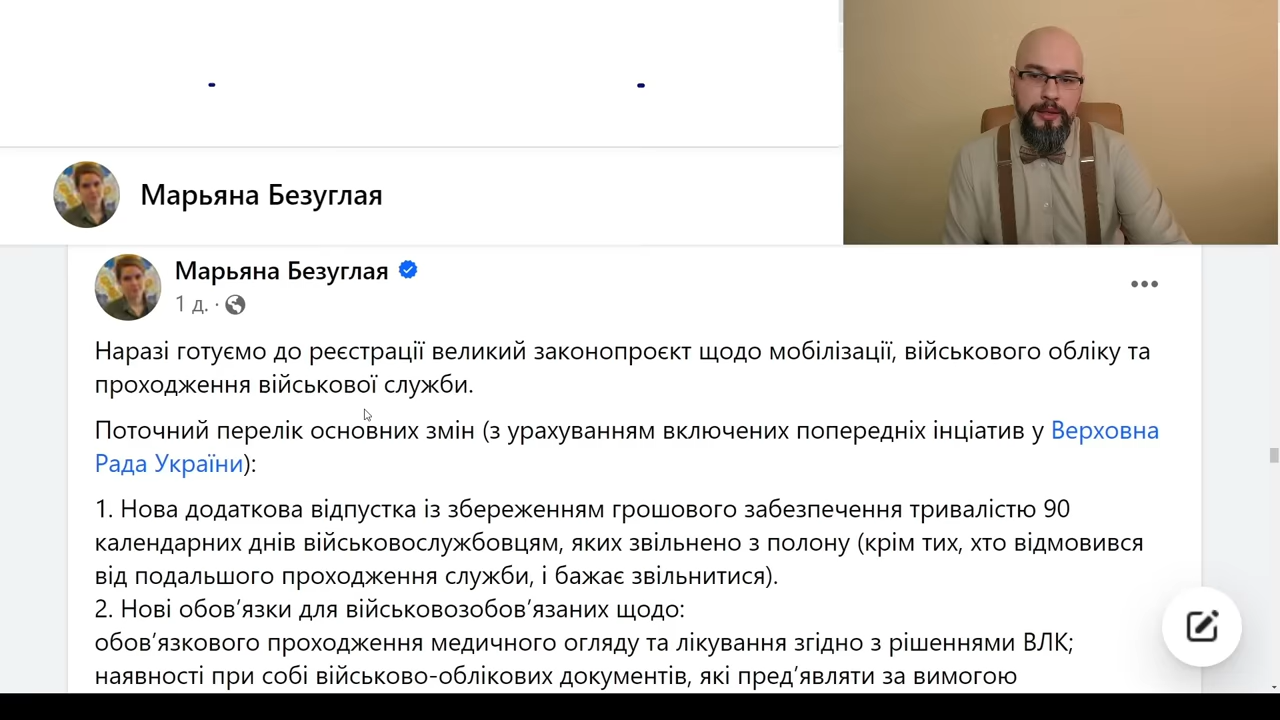 Марьяна Безуглая
Марьяна Безуглая
1 д. ·
Наразі готуємо до реєстрації великий законопроєкт щодо мобілізації, військового обліку та
проходження військової служби.
Поточний перелік основних змін (з урахуванням включених попередніх інціатив у Верховна
Рада України):
1. Нова додаткова відпустка із збереженням грошового забезпечення тривалістю 90
календарних днів військовослужбовцям, яких звільнено з полону (крім тих, хто відмовився
від подальшого проходження служби, і бажає звільнитися).
2. Нові обов’язки для військовозобов’язаних щодо:
обов’язкового проходження медичного огляду та лікування згідно з рішеннями ВЛК;
наявності при собі військово-облікових документів, які пред’являти за вимогою